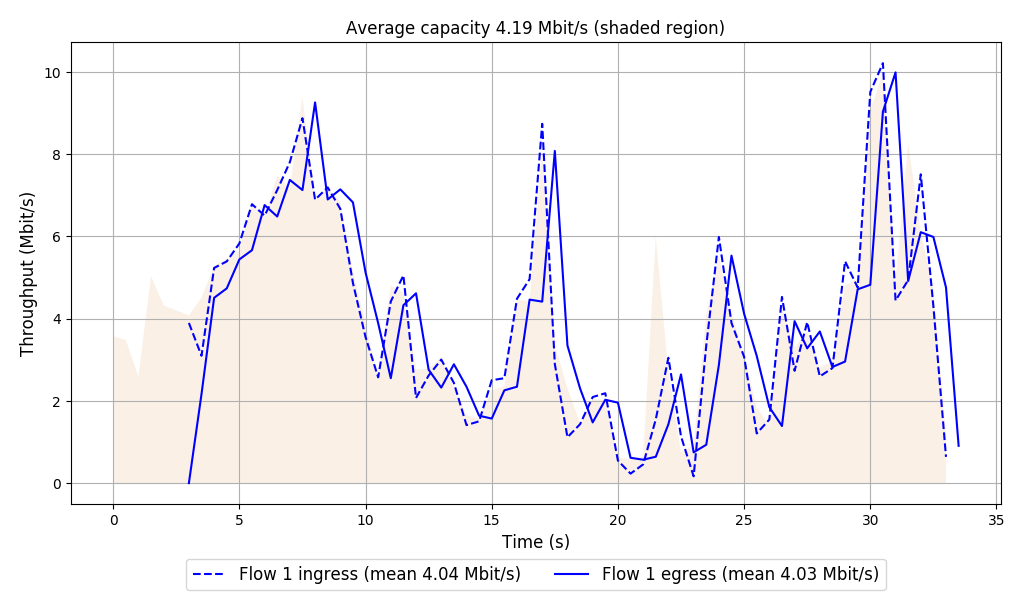 Average capacity 4.19 Mbit/s (shaded region)
Throughput (Mbit/s)
10
8
6
4
2
0
0 5 10 15 20 25 30 35
Time (s)
Flow 1 ingress (mean 4.04 Mbit/s) Flow 1 egress (mean 4.03 Mbit/s)